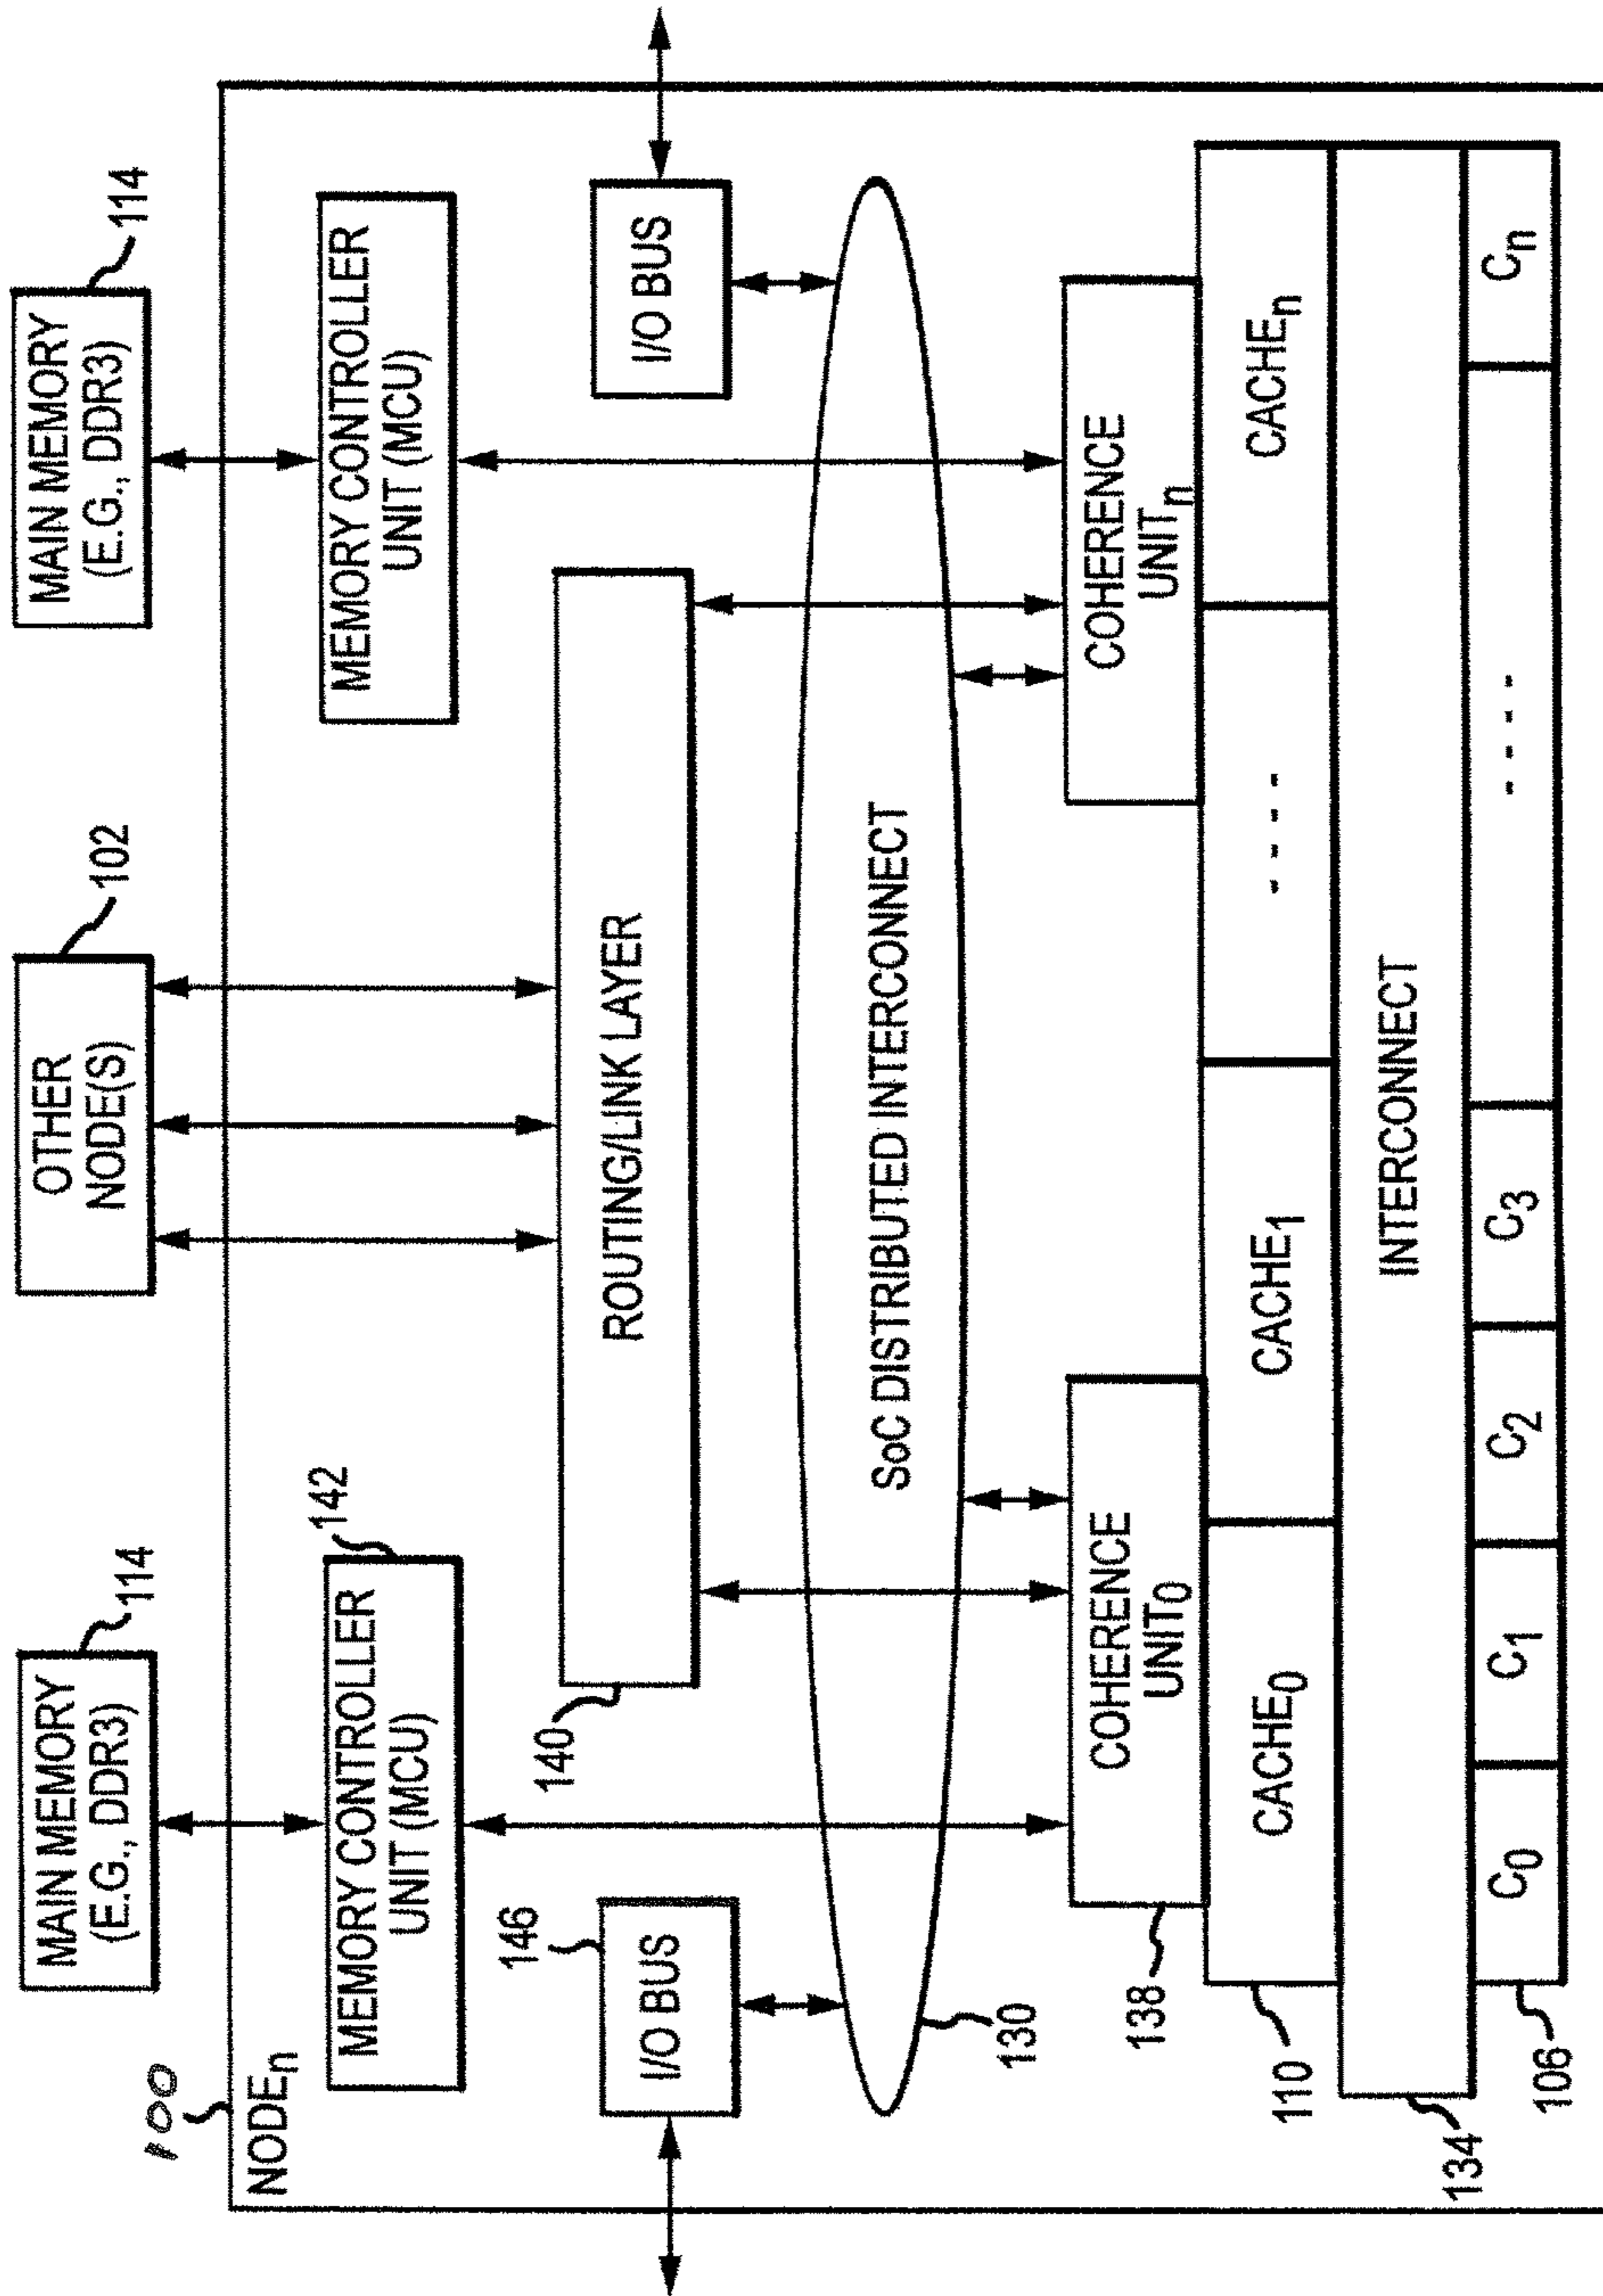 114
MAIN MEMORY
(E.G., DDR3)
102
OTHER
NODE(S)
114
MAIN MEMORY
(E.G., DDR3)
100
NODEₙ
142
MEMORY CONTROLLER
UNIT (MCU)
MEMORY CONTROLLER
UNIT (MCU)
146
I/O BUS
140
ROUTING/LINK LAYER
I/O BUS
SoC DISTRIBUTED INTERCONNECT
130
138
COHERENCE
UNIT₀
COHERENCE
UNITₙ
110
CACHE₀
CACHE₁
- - - -
CACHEₙ
134
INTERCONNECT
106
C₀
C₁
C₂
C₃
- - - -
Cₙ